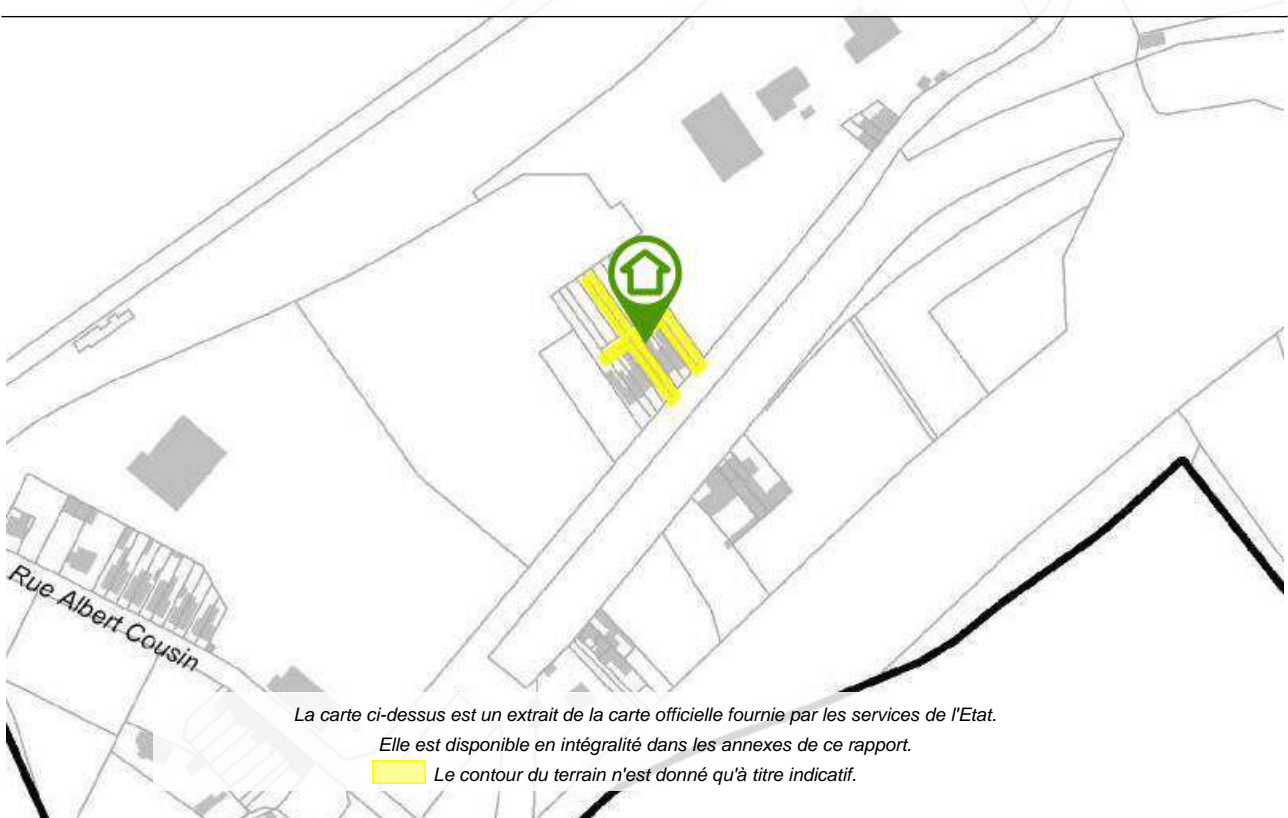 Rue Albert Cousin
La carte ci-dessus est un extrait de la carte officielle fournie par les services de l'Etat.
Elle est disponible en intégralité dans les annexes de ce rapport.
Le contour du terrain n'est donné qu'à titre indicatif.